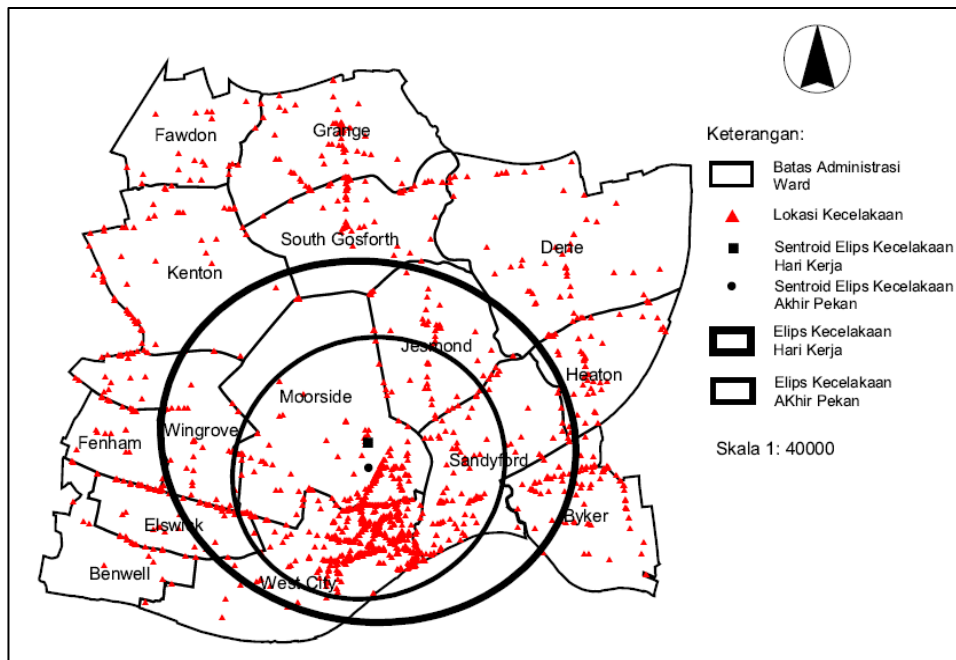 Fawdon
Grange
South Gosforth
Dene
Kenton
Jesmond
Heaton
Moorside
Fenham
Wingrove
Sandyford
Elswick
Byker
Benwell
West City
Keterangan:
Batas Administrasi
Ward
Lokasi Kecelakaan
Sentroid Elips Kecelakaan
Hari Kerja
Sentroid Elips Kecelakaan
Akhir Pekan
Elips Kecelakaan
Hari Kerja
Elips Kecelakaan
AKhir Pekan
Skala 1: 40000